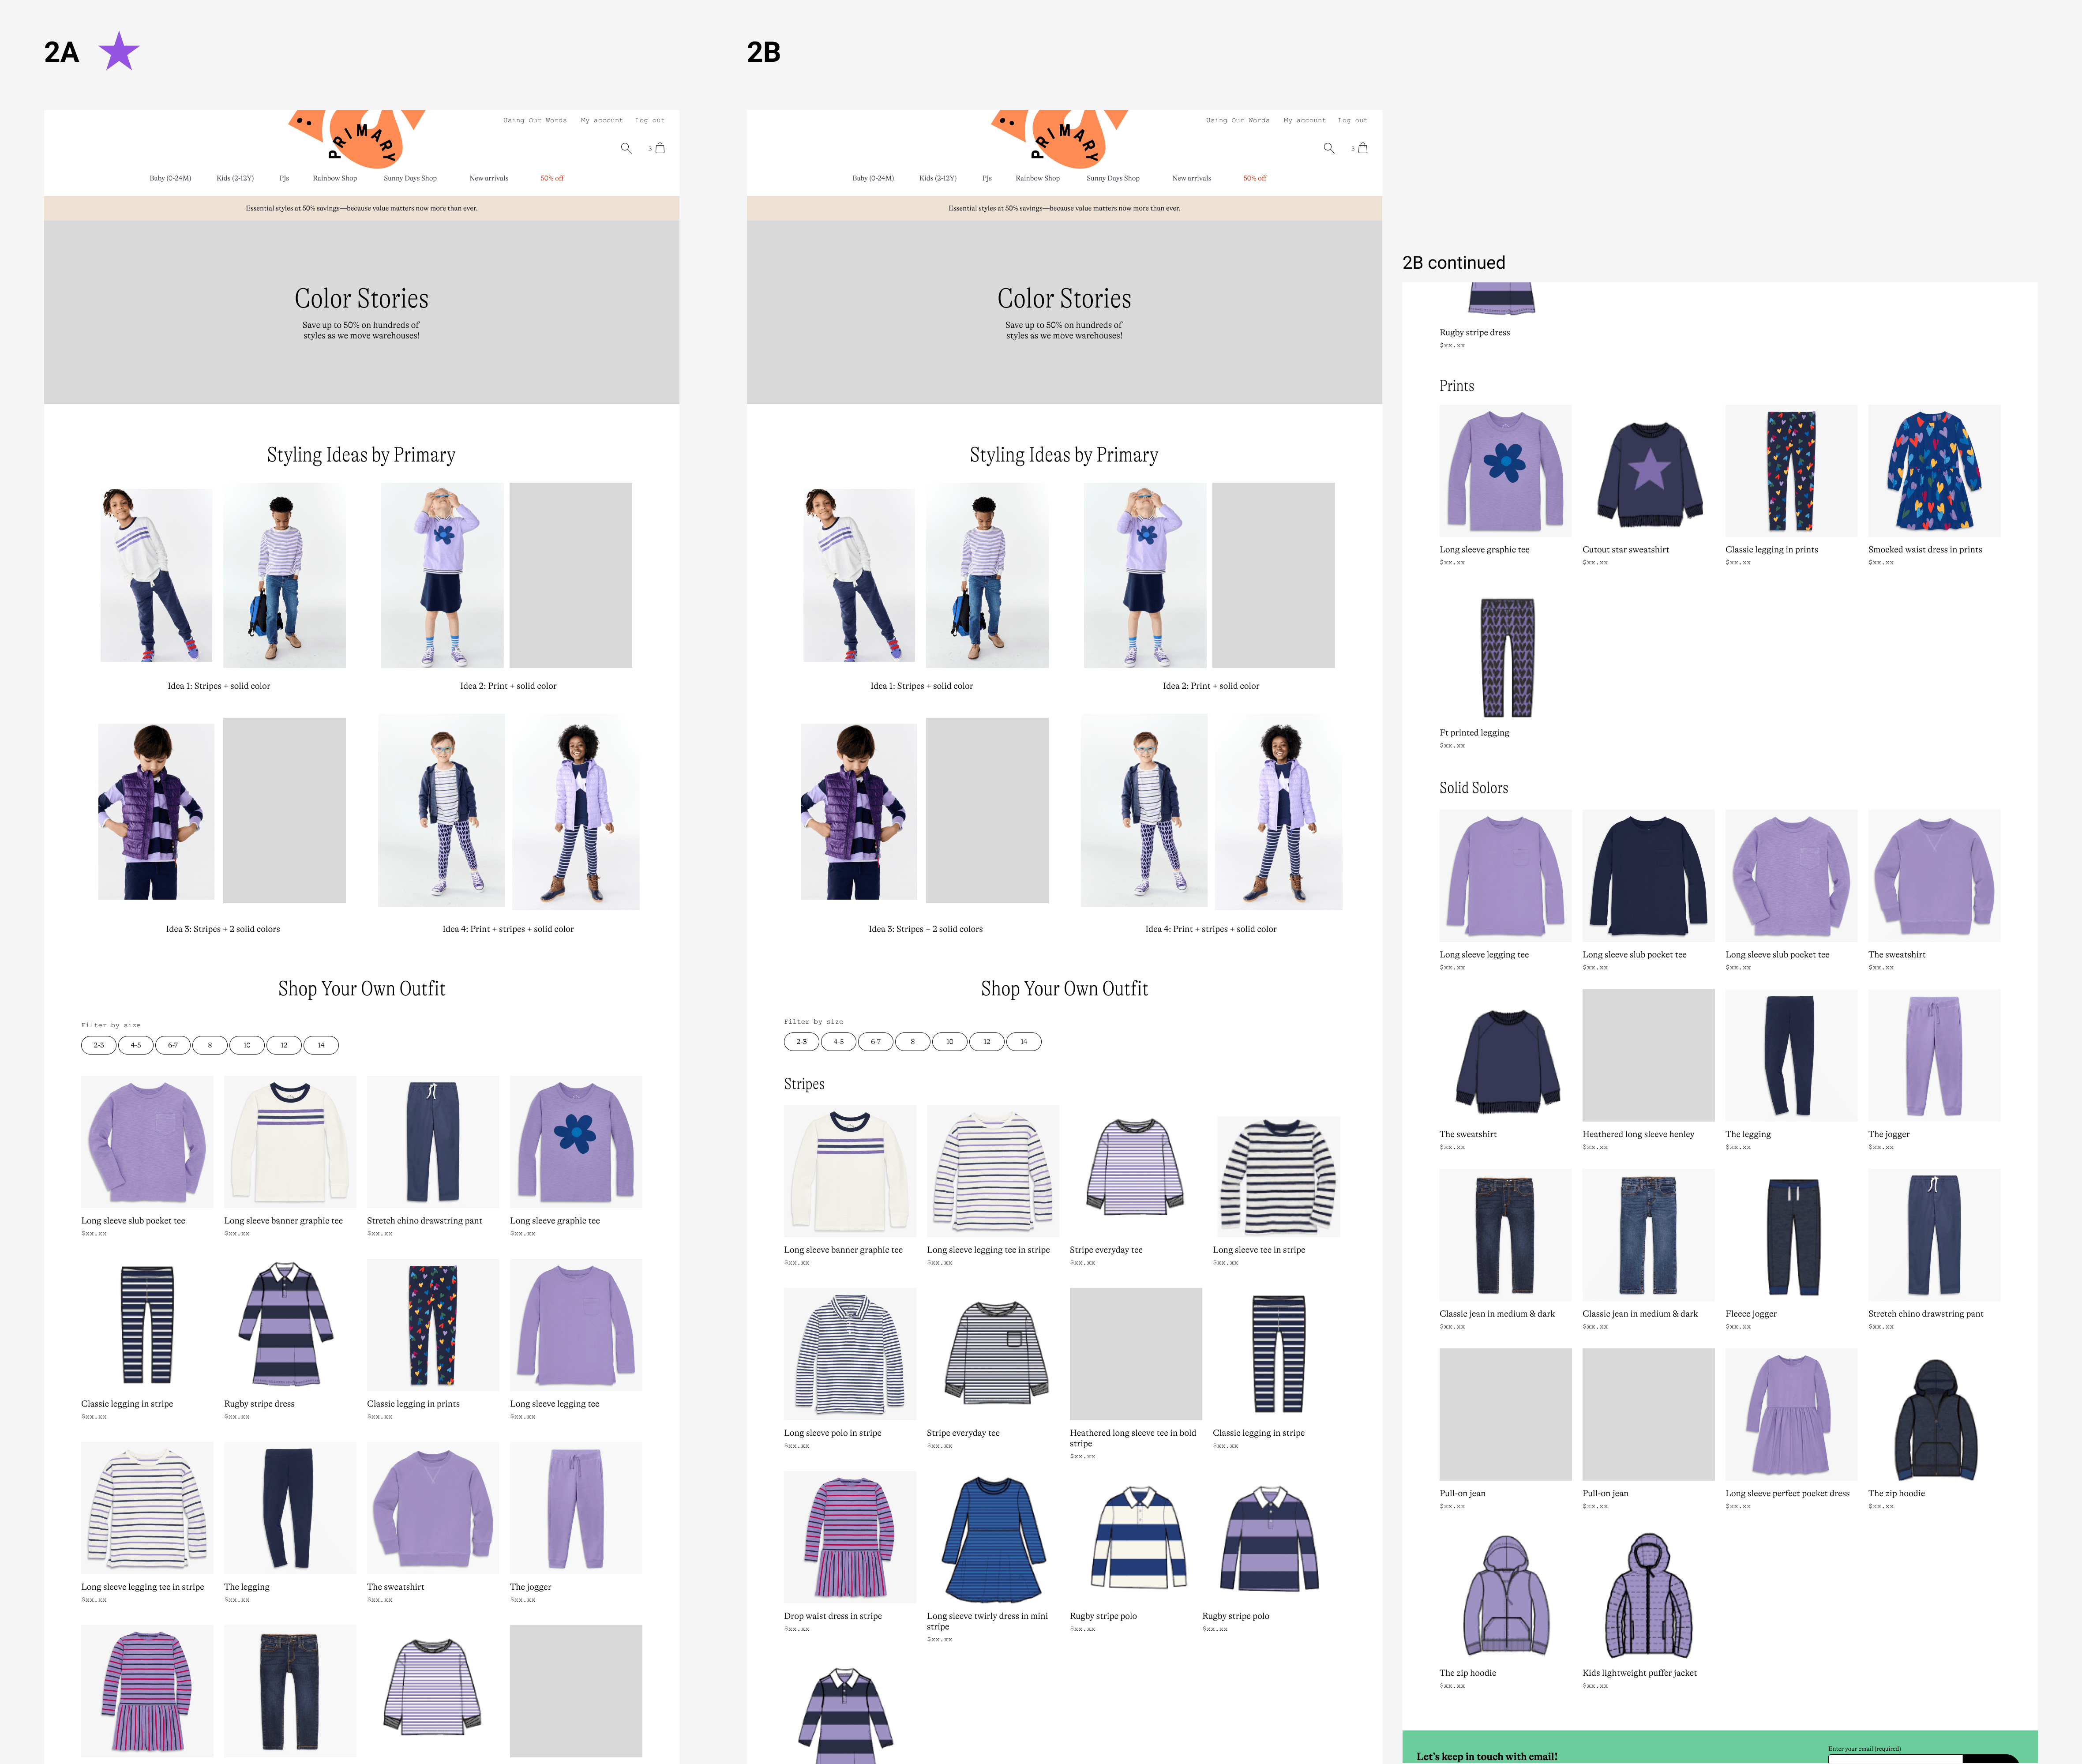 2A
PRIMARY
Using Our Words My account Log out
3
Baby (0-24M) Kids (2-12Y) PJs Rainbow Shop Sunny Days Shop New arrivals 50% off
Essential styles at 50% savings—because value matters now more than ever.
Color Stories
Save up to 50% on hundreds of
styles as we move warehouses!
Styling Ideas by Primary
Idea 1: Stripes + solid color
Idea 2: Print + solid color
Idea 3: Stripes + 2 solid colors
Idea 4: Print + stripes + solid color
Shop Your Own Outfit
Filter by size
2-3 4-5 6-7 8 10 12 14
Long sleeve slub pocket tee
$xx.xx
Long sleeve banner graphic tee
$xx.xx
Stretch chino drawstring pant
$xx.xx
Long sleeve graphic tee
$xx.xx
Classic legging in stripe
$xx.xx
Rugby stripe dress
$xx.xx
Classic legging in prints
$xx.xx
Long sleeve legging tee
$xx.xx
Long sleeve legging tee in stripe
$xx.xx
The legging
$xx.xx
The sweatshirt
$xx.xx
The jogger
$xx.xx
2B
PRIMARY
Using Our Words My account Log out
3
Baby (0-24M) Kids (2-12Y) PJs Rainbow Shop Sunny Days Shop New arrivals 50% off
Essential styles at 50% savings—because value matters now more than ever.
Color Stories
Save up to 50% on hundreds of
styles as we move warehouses!
Styling Ideas by Primary
Idea 1: Stripes + solid color
Idea 2: Print + solid color
Idea 3: Stripes + 2 solid colors
Idea 4: Print + stripes + solid color
Shop Your Own Outfit
Filter by size
2-3 4-5 6-7 8 10 12 14
Stripes
Long sleeve banner graphic tee
$xx.xx
Long sleeve legging tee in stripe
$xx.xx
Stripe everyday tee
$xx.xx
Long sleeve tee in stripe
$xx.xx
Long sleeve polo in stripe
$xx.xx
Stripe everyday tee
$xx.xx
Heathered long sleeve tee in bold
stripe
$xx.xx
Classic legging in stripe
$xx.xx
Drop waist dress in stripe
$xx.xx
Long sleeve twirly dress in mini
stripe
$xx.xx
Rugby stripe polo
$xx.xx
Rugby stripe polo
$xx.xx
2B continued
Rugby stripe dress
$xx.xx
Prints
Long sleeve graphic tee
$xx.xx
Cutout star sweatshirt
$xx.xx
Classic legging in prints
$xx.xx
Smocked waist dress in prints
$xx.xx
Ft printed legging
$xx.xx
Solid Solors
Long sleeve legging tee
$xx.xx
Long sleeve slub pocket tee
$xx.xx
Long sleeve slub pocket tee
$xx.xx
The sweatshirt
$xx.xx
The sweatshirt
$xx.xx
Heathered long sleeve henley
$xx.xx
The legging
$xx.xx
The jogger
$xx.xx
Classic jean in medium & dark
$xx.xx
Classic jean in medium & dark
$xx.xx
Fleece jogger
$xx.xx
Stretch chino drawstring pant
$xx.xx
Pull-on jean
$xx.xx
Pull-on jean
$xx.xx
Long sleeve perfect pocket dress
$xx.xx
The zip hoodie
$xx.xx
The zip hoodie
$xx.xx
Kids lightweight puffer jacket
$xx.xx
Let's keep in touch with email!
Enter your email (required)